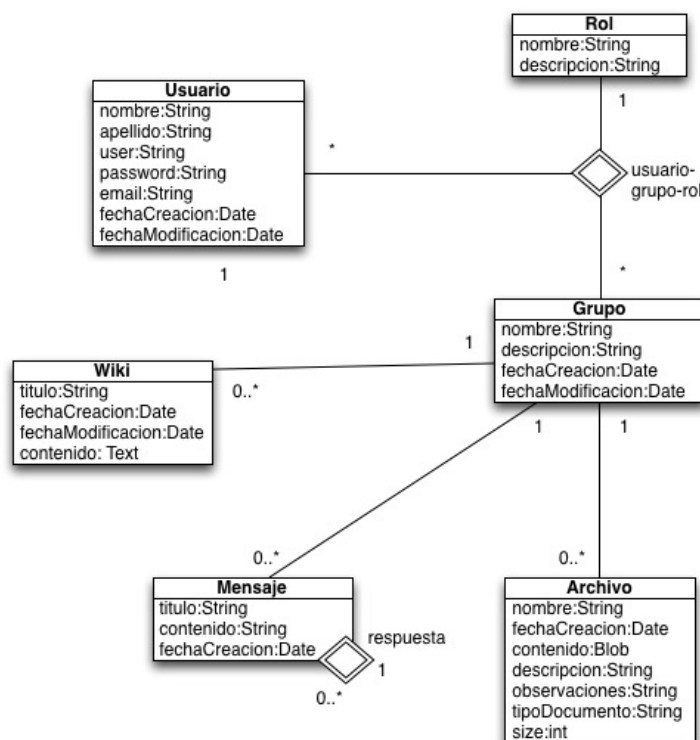 Rol
nombre:String
descripcion:String
1
Usuario
nombre:String
apellido:String
user:String
password:String
email:String
fechaCreacion:Date
fechaModificacion:Date
*
usuario-
grupo-rol
1
*
Grupo
nombre:String
descripcion:String
fechaCreacion:Date
fechaModificacion:Date
1
Wiki
titulo:String
fechaCreacion:Date
fechaModificacion:Date
contenido: Text
0..*
1
1
0..*
0..*
Mensaje
titulo:String
contenido:String
fechaCreacion:Date
respuesta
1
0..*
Archivo
nombre:String
fechaCreacion:Date
contenido:Blob
descripcion:String
observaciones:String
tipoDocumento:String
size:int